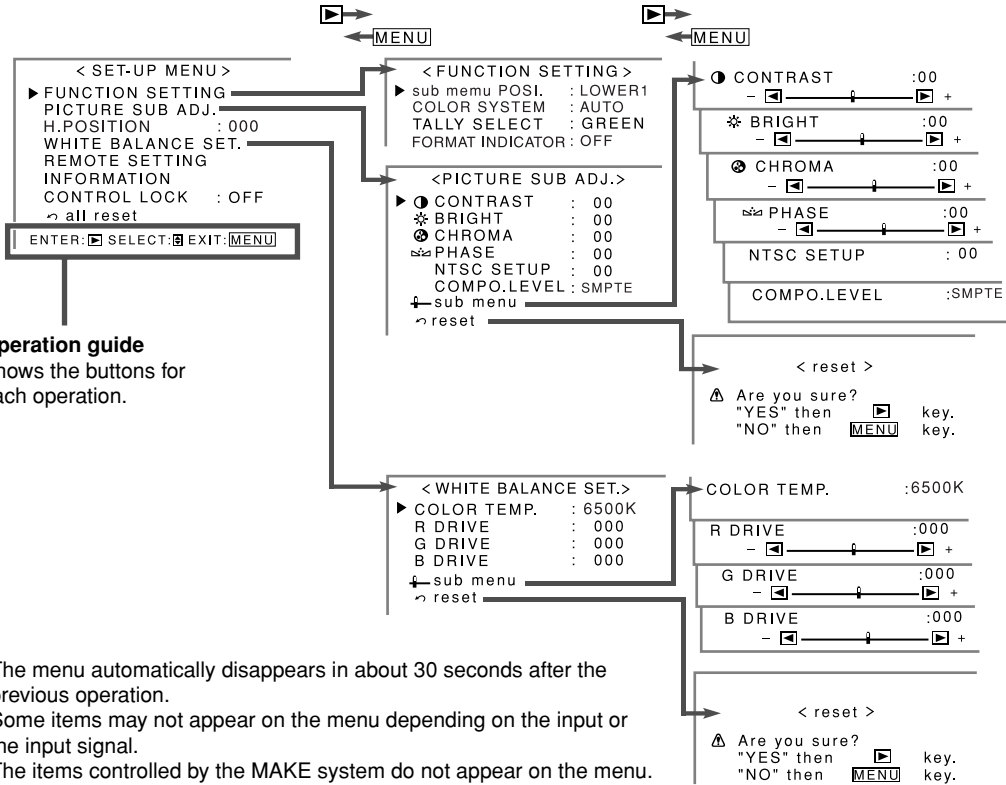 MENU
MENU
< SET-UP MENU >
FUNCTION SETTING
PICTURE SUB ADJ.
H.POSITION : 000
WHITE BALANCE SET.
REMOTE SETTING
INFORMATION
CONTROL LOCK : OFF
all reset
ENTER: SELECT: EXIT: MENU
peration guide
hows the buttons for
ach operation.
< FUNCTION SETTING >
sub memu POSI. : LOWER1
COLOR SYSTEM : AUTO
TALLY SELECT : GREEN
FORMAT INDICATOR : OFF
<PICTURE SUB ADJ.>
CONTRAST : 00
BRIGHT : 00
CHROMA : 00
PHASE : 00
NTSC SETUP : 00
COMPO.LEVEL : SMPTE
sub menu
reset
CONTRAST :00
– +
BRIGHT :00
– +
CHROMA :00
– +
PHASE :00
– +
NTSC SETUP : 00
COMPO.LEVEL :SMPTE
< reset >
Are you sure?
"YES" then ▶ key.
"NO" then MENU key.
< WHITE BALANCE SET.>
COLOR TEMP. : 6500K
R DRIVE : 000
G DRIVE : 000
B DRIVE : 000
sub menu
reset
COLOR TEMP. :6500K
R DRIVE :000
– +
G DRIVE :000
– +
B DRIVE :000
– +
< reset >
Are you sure?
"YES" then ▶ key.
"NO" then MENU key.
The menu automatically disappears in about 30 seconds after the
previous operation.
Some items may not appear on the menu depending on the input or
he input signal.
The items controlled by the MAKE system do not appear on the menu.